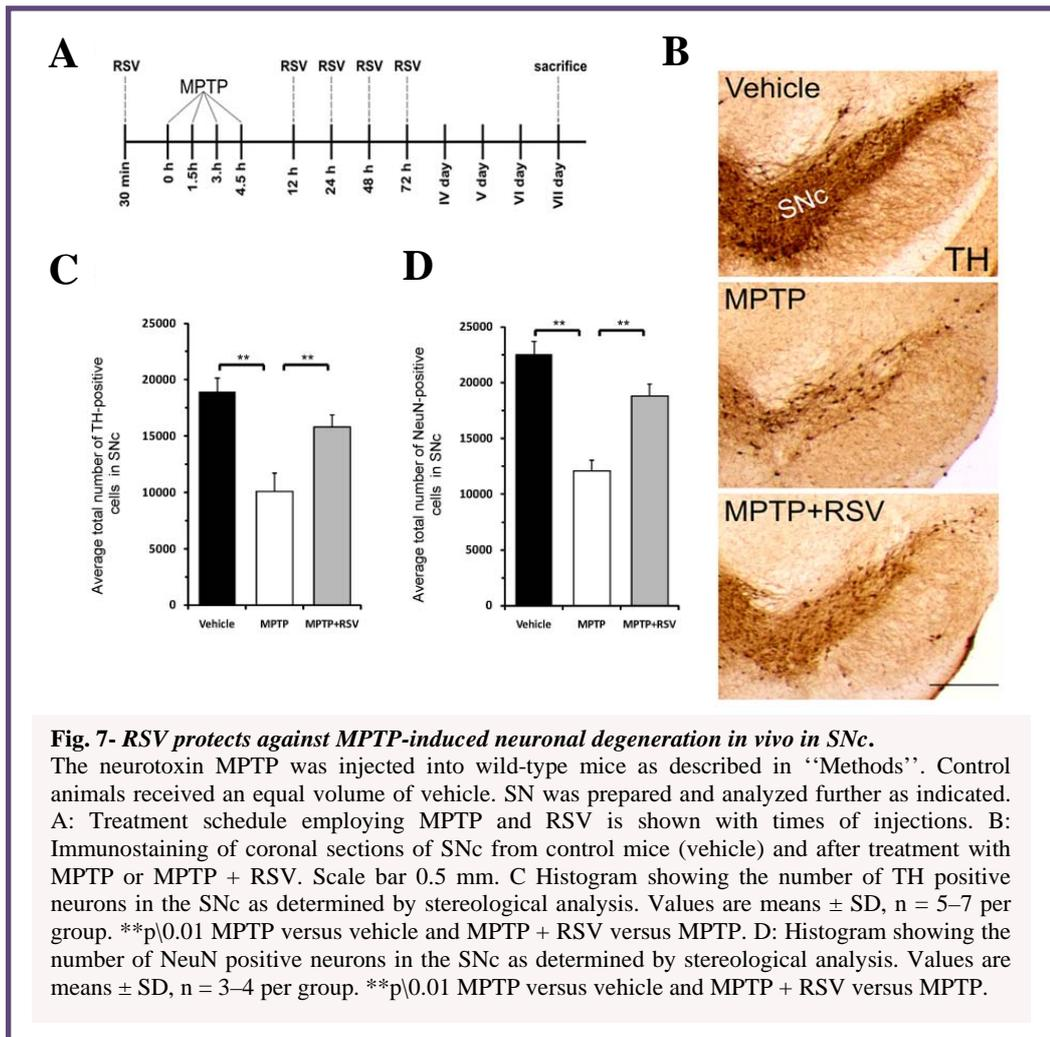 A
RSV
RSV RSV RSV RSV
sacrifice
MPTP
30 min
0 h
1.5h
3.h
4.5 h
12 h
24 h
48 h
72 h
IV day
V day
VI day
VII day
B
Vehicle
SNc
TH
MPTP
MPTP+RSV
C
Average total number of TH-positive
cells in SNc
25000
20000
15000
10000
5000
0
**
**
Vehicle MPTP MPTP+RSV
D
Average total number of NeuN-positive
cells in SNc
25000
20000
15000
10000
5000
0
**
**
Vehicle MPTP MPTP+RSV
Fig. 7- RSV protects against MPTP-induced neuronal degeneration in vivo in SNc.
The neurotoxin MPTP was injected into wild-type mice as described in ‘‘Methods’’. Control
animals received an equal volume of vehicle. SN was prepared and analyzed further as indicated.
A: Treatment schedule employing MPTP and RSV is shown with times of injections. B:
Immunostaining of coronal sections of SNc from control mice (vehicle) and after treatment with
MPTP or MPTP + RSV. Scale bar 0.5 mm. C Histogram showing the number of TH positive
neurons in the SNc as determined by stereological analysis. Values are means ± SD, n = 5–7 per
group. **p\0.01 MPTP versus vehicle and MPTP + RSV versus MPTP. D: Histogram showing the
number of NeuN positive neurons in the SNc as determined by stereological analysis. Values are
means ± SD, n = 3–4 per group. **p\0.01 MPTP versus vehicle and MPTP + RSV versus MPTP.